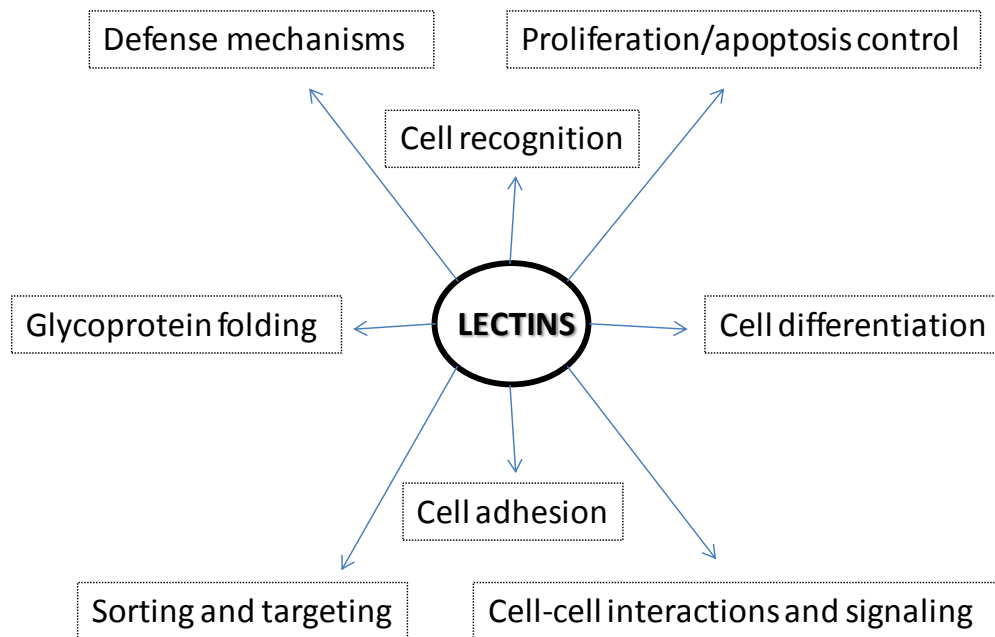 Defense mechanisms
Proliferation/apoptosis control
Cell recognition
Glycoprotein folding
LECTINS
Cell differentiation
Cell adhesion
Sorting and targeting
Cell-cell interactions and signaling